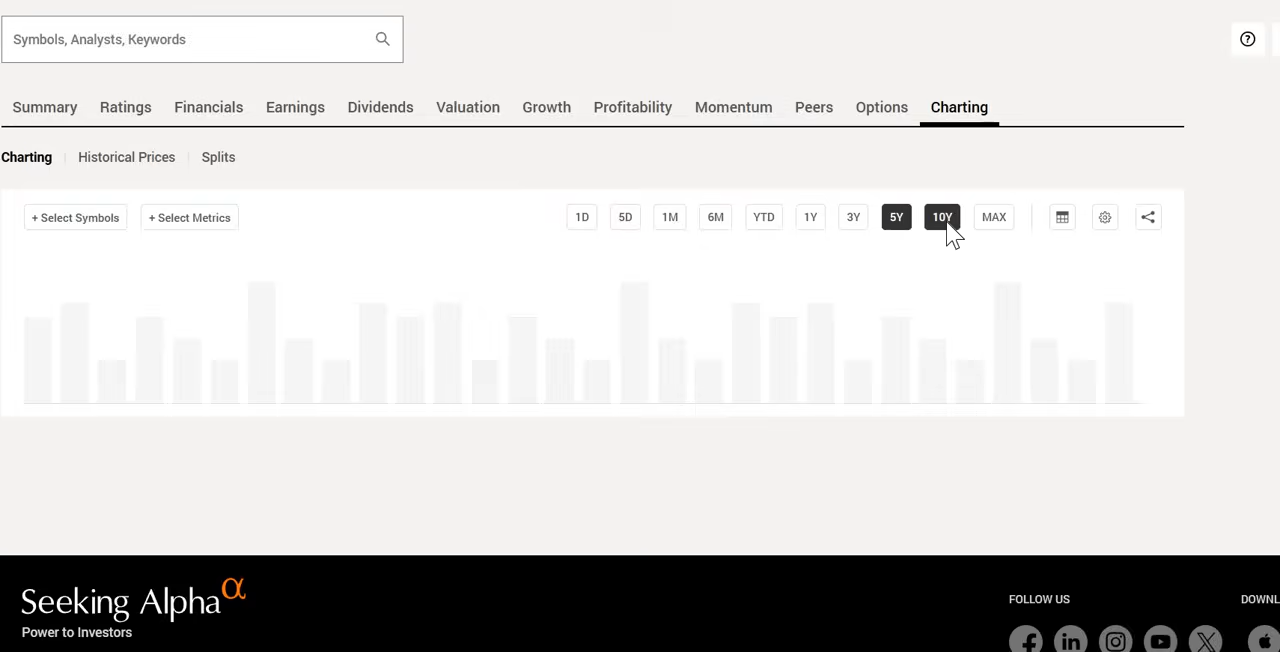 Symbols, Analysts, Keywords
Summary Ratings Financials Earnings Dividends Valuation Growth Profitability Momentum Peers Options Charting
Charting Historical Prices Splits
+ Select Symbols + Select Metrics 1D 5D 1M 6M YTD 1Y 3Y 5Y 10Y MAX
Seeking Alpha α
Power to Investors
FOLLOW US
DOWNL